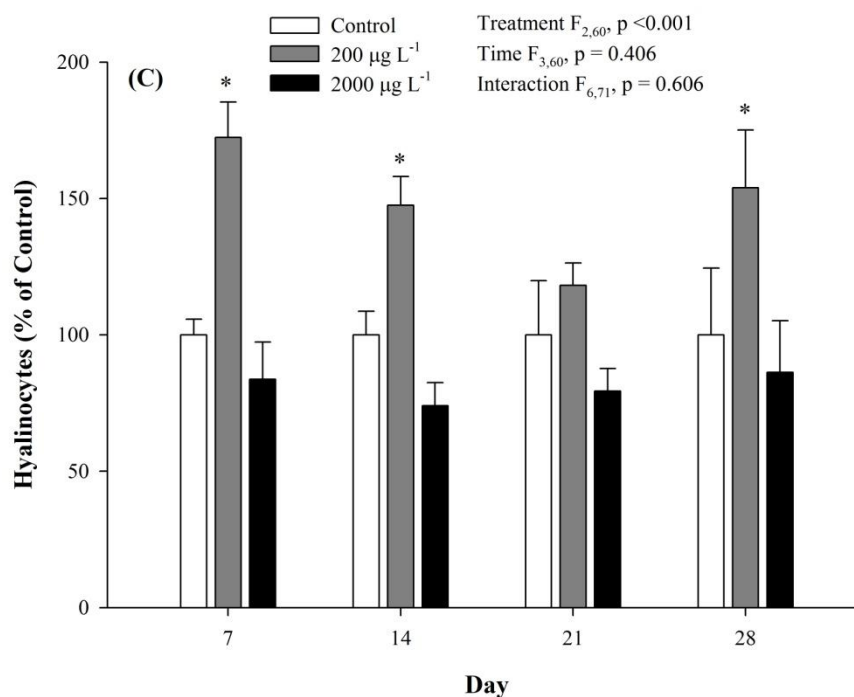 Control
200 μg L⁻¹
2000 μg L⁻¹
Treatment F₂,₆₀, p <0.001
Time F₃,₆₀, p = 0.406
Interaction F₆,₇₁, p = 0.606
(C)
Hyalinocytes (% of Control)
200
150
100
50
0
*
*
*
7
14
21
28
Day